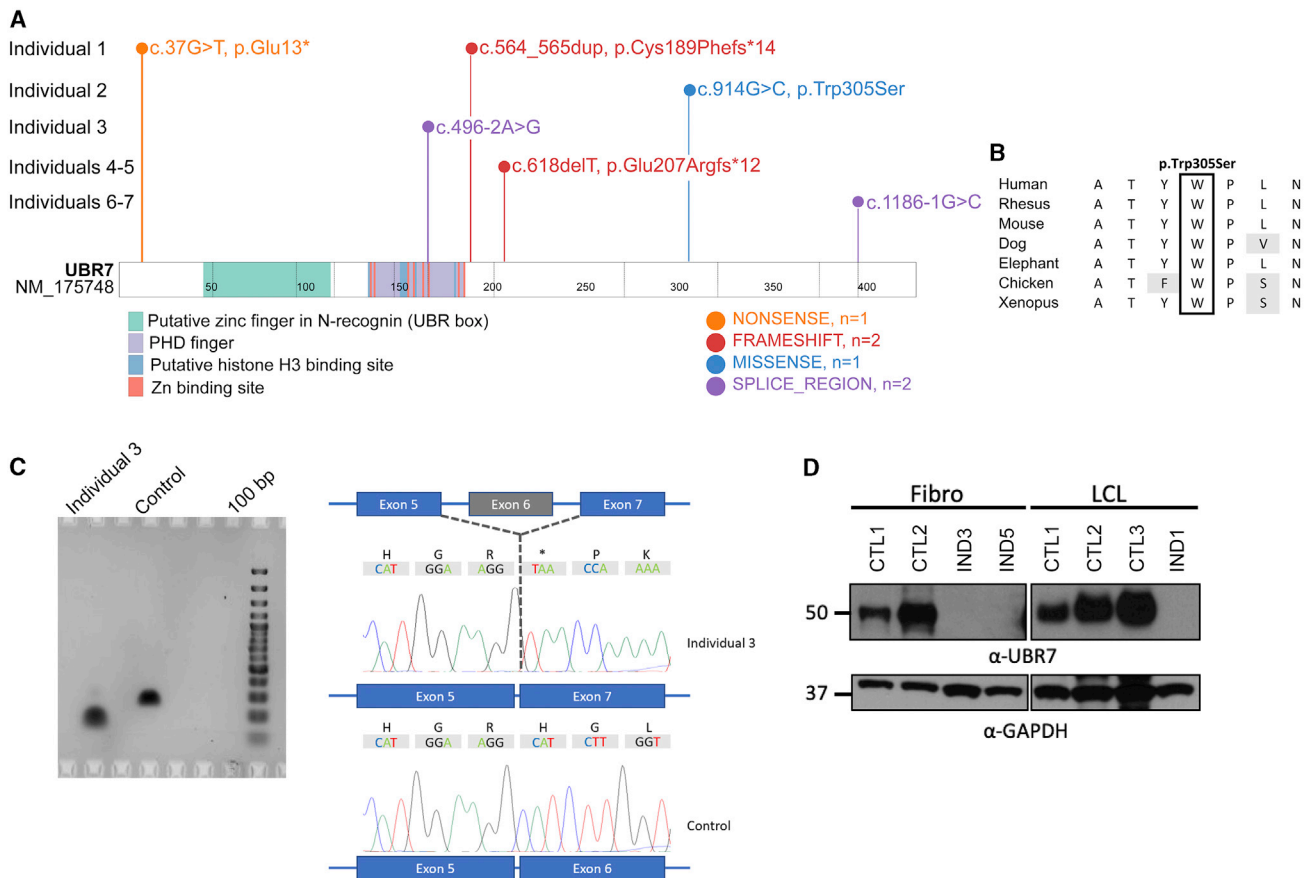 A
Individual 1
c.37G>T, p.Glu13*
c.564_565dup, p.Cys189Phefs*14
Individual 2
c.914G>C, p.Trp305Ser
Individual 3
c.496-2A>G
Individuals 4-5
c.618delT, p.Glu207Argfs*12
Individuals 6-7
c.1186-1G>C
UBR7
NM_175748
50
100
150
200
250
300
350
400
Putative zinc finger in N-recognin (UBR box)
PHD finger
Putative histone H3 binding site
Zn binding site
NONSENSE, n=1
FRAMESHIFT, n=2
MISSENSE, n=1
SPLICE_REGION, n=2
B
p.Trp305Ser
Human A T Y W P L N
Rhesus A T Y W P L N
Mouse A T Y W P L N
Dog A T Y W P V N
Elephant A T Y W P L N
Chicken A T F W P S N
Xenopus A T Y W P S N
C
Individual 3
Control
100 bp
Exon 5 Exon 6 Exon 7
H G R * P K
CAT GGA AGG TAA CCA AAA
Individual 3
Exon 5 Exon 7
H G R H G L
CAT GGA AGG CAT CTT GGT
Control
Exon 5 Exon 6
D
Fibro LCL
CTL1 CTL2 IND3 IND5 CTL1 CTL2 CTL3 IND1
50
α-UBR7
37
α-GAPDH